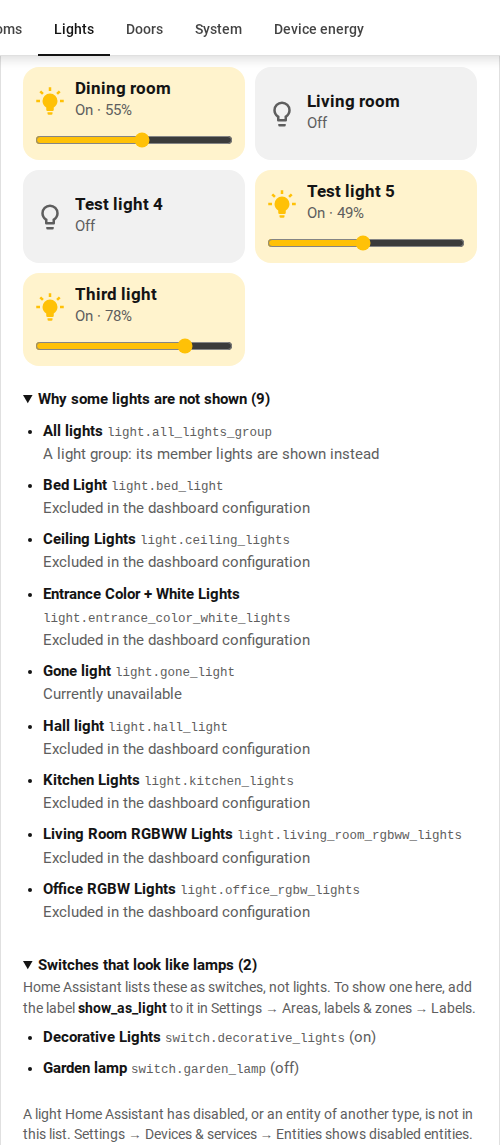 oms Lights Doors System Device energy
Dining room
On · 55%
Living room
Off
Test light 4
Off
Test light 5
On · 49%
Third light
On · 78%
▼ Why some lights are not shown (9)
• All lights light.all_lights_group
A light group: its member lights are shown instead
• Bed Light light.bed_light
Excluded in the dashboard configuration
• Ceiling Lights light.ceiling_lights
Excluded in the dashboard configuration
• Entrance Color + White Lights
light.entrance_color_white_lights
Excluded in the dashboard configuration
• Gone light light.gone_light
Currently unavailable
• Hall light light.hall_light
Excluded in the dashboard configuration
• Kitchen Lights light.kitchen_lights
Excluded in the dashboard configuration
• Living Room RGBWW Lights light.living_room_rgbww_lights
Excluded in the dashboard configuration
• Office RGBW Lights light.office_rgbw_lights
Excluded in the dashboard configuration
▼ Switches that look like lamps (2)
Home Assistant lists these as switches, not lights. To show one here, add
the label show_as_light to it in Settings → Areas, labels & zones → Labels.
• Decorative Lights switch.decorative_lights (on)
• Garden lamp switch.garden_lamp (off)
A light Home Assistant has disabled, or an entity of another type, is not in
this list. Settings → Devices & services → Entities shows disabled entities.